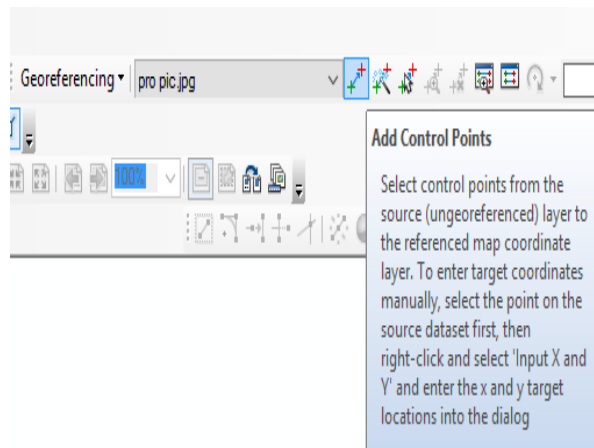 Georeferencing
pro pic.jpg
100%
Add Control Points
Select control points from the
source (ungeoreferenced) layer to
the referenced map coordinate
layer. To enter target coordinates
manually, select the point on the
source dataset first, then
right-click and select 'Input X and
Y' and enter the x and y target
locations into the dialog